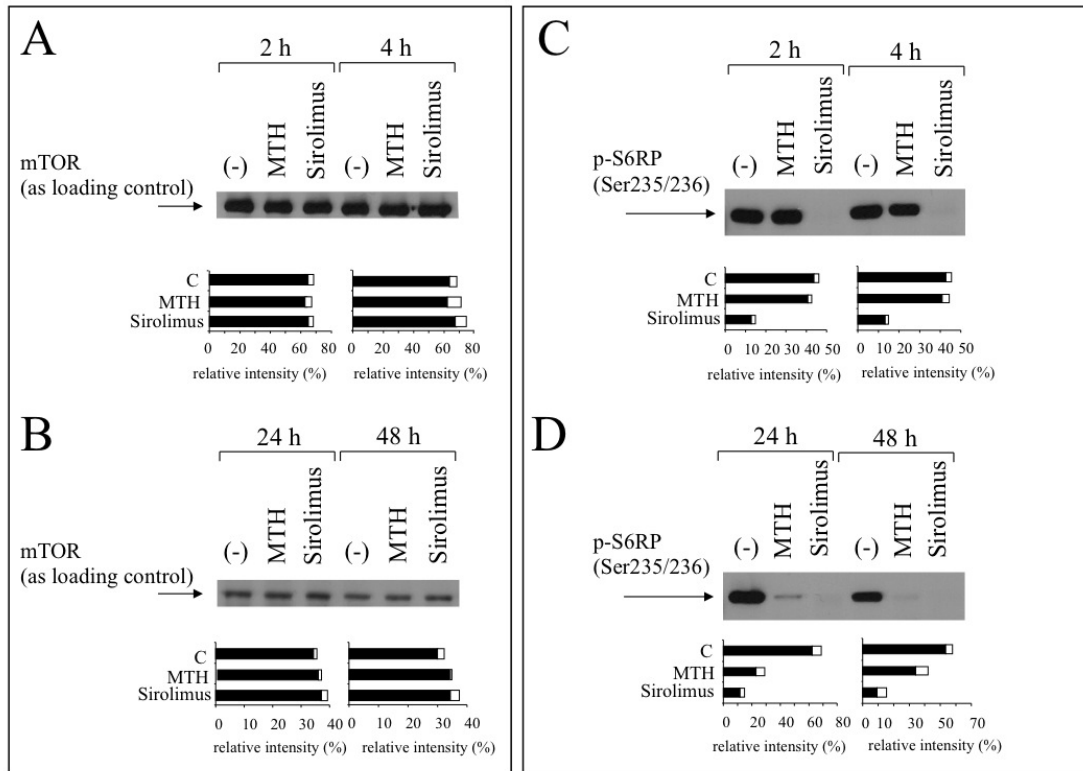 A
2 h
4 h
(-)
MTH
Sirolimus
(-)
MTH
Sirolimus
mTOR
(as loading control)
C
MTH
Sirolimus
0 20 40 60 80
0 20 40 60 80
relative intensity (%)
relative intensity (%)
B
24 h
48 h
(-)
MTH
Sirolimus
(-)
MTH
Sirolimus
mTOR
(as loading control)
C
MTH
Sirolimus
0 10 20 30 40
0 10 20 30 40
relative intensity (%)
relative intensity (%)
C
2 h
4 h
(-)
MTH
Sirolimus
(-)
MTH
Sirolimus
p-S6RP
(Ser235/236)
C
MTH
Sirolimus
0 10 20 30 40 50
0 10 20 30 40 50
relative intensity (%)
relative intensity (%)
D
24 h
48 h
(-)
MTH
Sirolimus
(-)
MTH
Sirolimus
p-S6RP
(Ser235/236)
C
MTH
Sirolimus
0 20 40 60 80
0 10 30 50 70
relative intensity (%)
relative intensity (%)